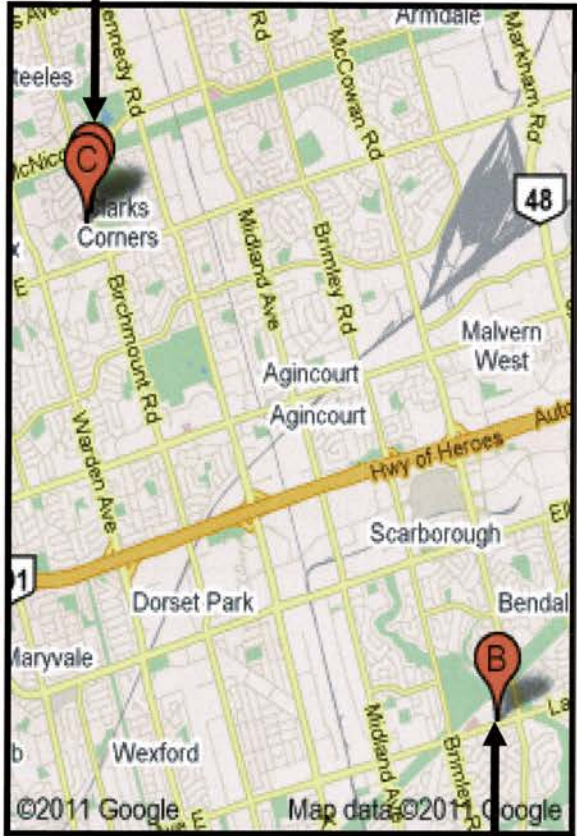 Armdale
Kennedy Rd
Rd
McCowan Rd
Markham Rd
teeles
C
48
Corners
Midland Ave
Brimley Rd
Birchmount Rd
Malvern
West
Agincourt
Agincourt
Warden Ave
Hwy of Heroes
Auto
Scarborough
Dorset Park
Bendal
Maryvale
B
La
Midland Ave
Brimley R
Wexford
©2011 Google
Map data ©2011 Google